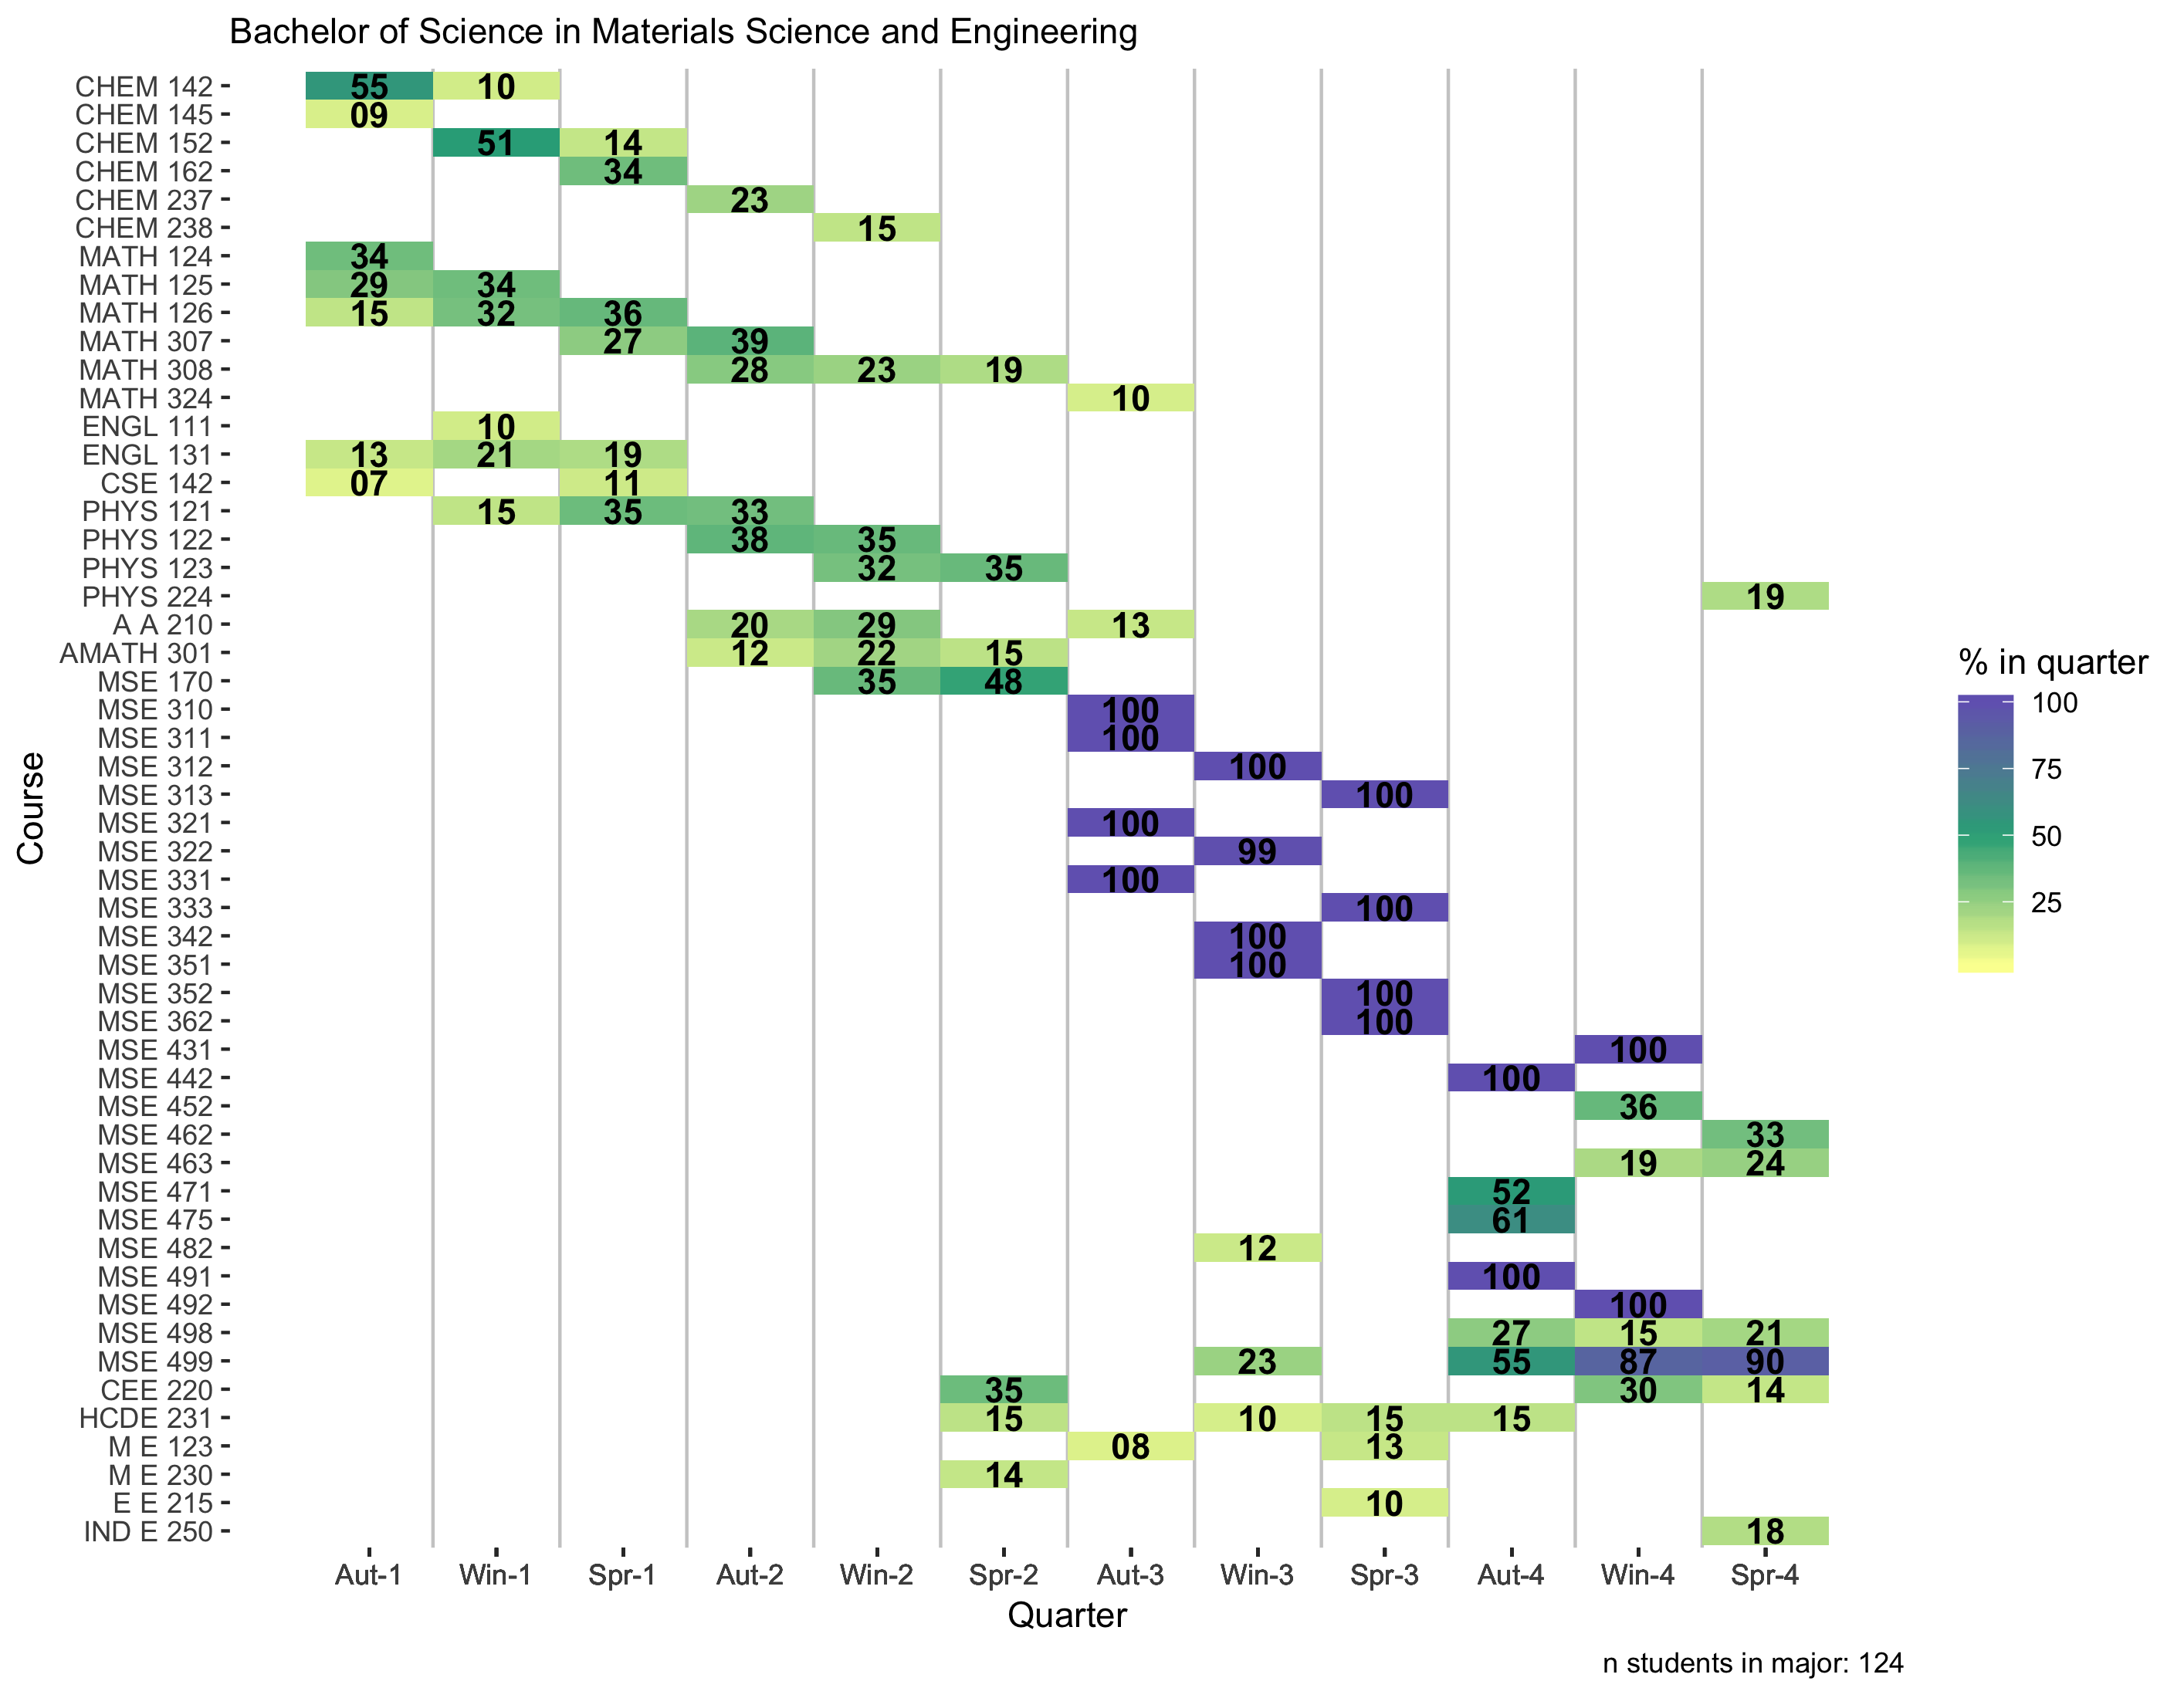 Bachelor of Science in Materials Science and Engineering
CHEM 142 55 10
CHEM 145 09
CHEM 152 51 14
CHEM 162 34
CHEM 237 23
CHEM 238 15
MATH 124 34
MATH 125 29 34
MATH 126 15 32 36
MATH 307 27 39
MATH 308 28 23 19
MATH 324 10
ENGL 111 10
ENGL 131 13 21 19
CSE 142 07 11
PHYS 121 15 35 33
PHYS 122 38 35
PHYS 123 32 35
PHYS 224 19
A A 210 20 29 13
AMATH 301 12 22 15
MSE 170 35 48
MSE 310 100
MSE 311 100
MSE 312 100
MSE 313 100
MSE 321 100
MSE 322 99
MSE 331 100
MSE 333 100
MSE 342 100
MSE 351 100
MSE 352 100
MSE 362 100
MSE 431 100
MSE 442 100
MSE 452 36
MSE 462 33
MSE 463 19 24
MSE 471 52
MSE 475 61
MSE 482 12
MSE 491 100
MSE 492 100
MSE 498 27 15 21
MSE 499 23 55 87 90
CEE 220 35 30 14
HCDE 231 15 10 15 15
M E 123 08 13
M E 230 14
E E 215 10
IND E 250 18
Aut-1 Win-1 Spr-1 Aut-2 Win-2 Spr-2 Aut-3 Win-3 Spr-3 Aut-4 Win-4 Spr-4
Quarter
Course
% in quarter
100
75
50
25
n students in major: 124